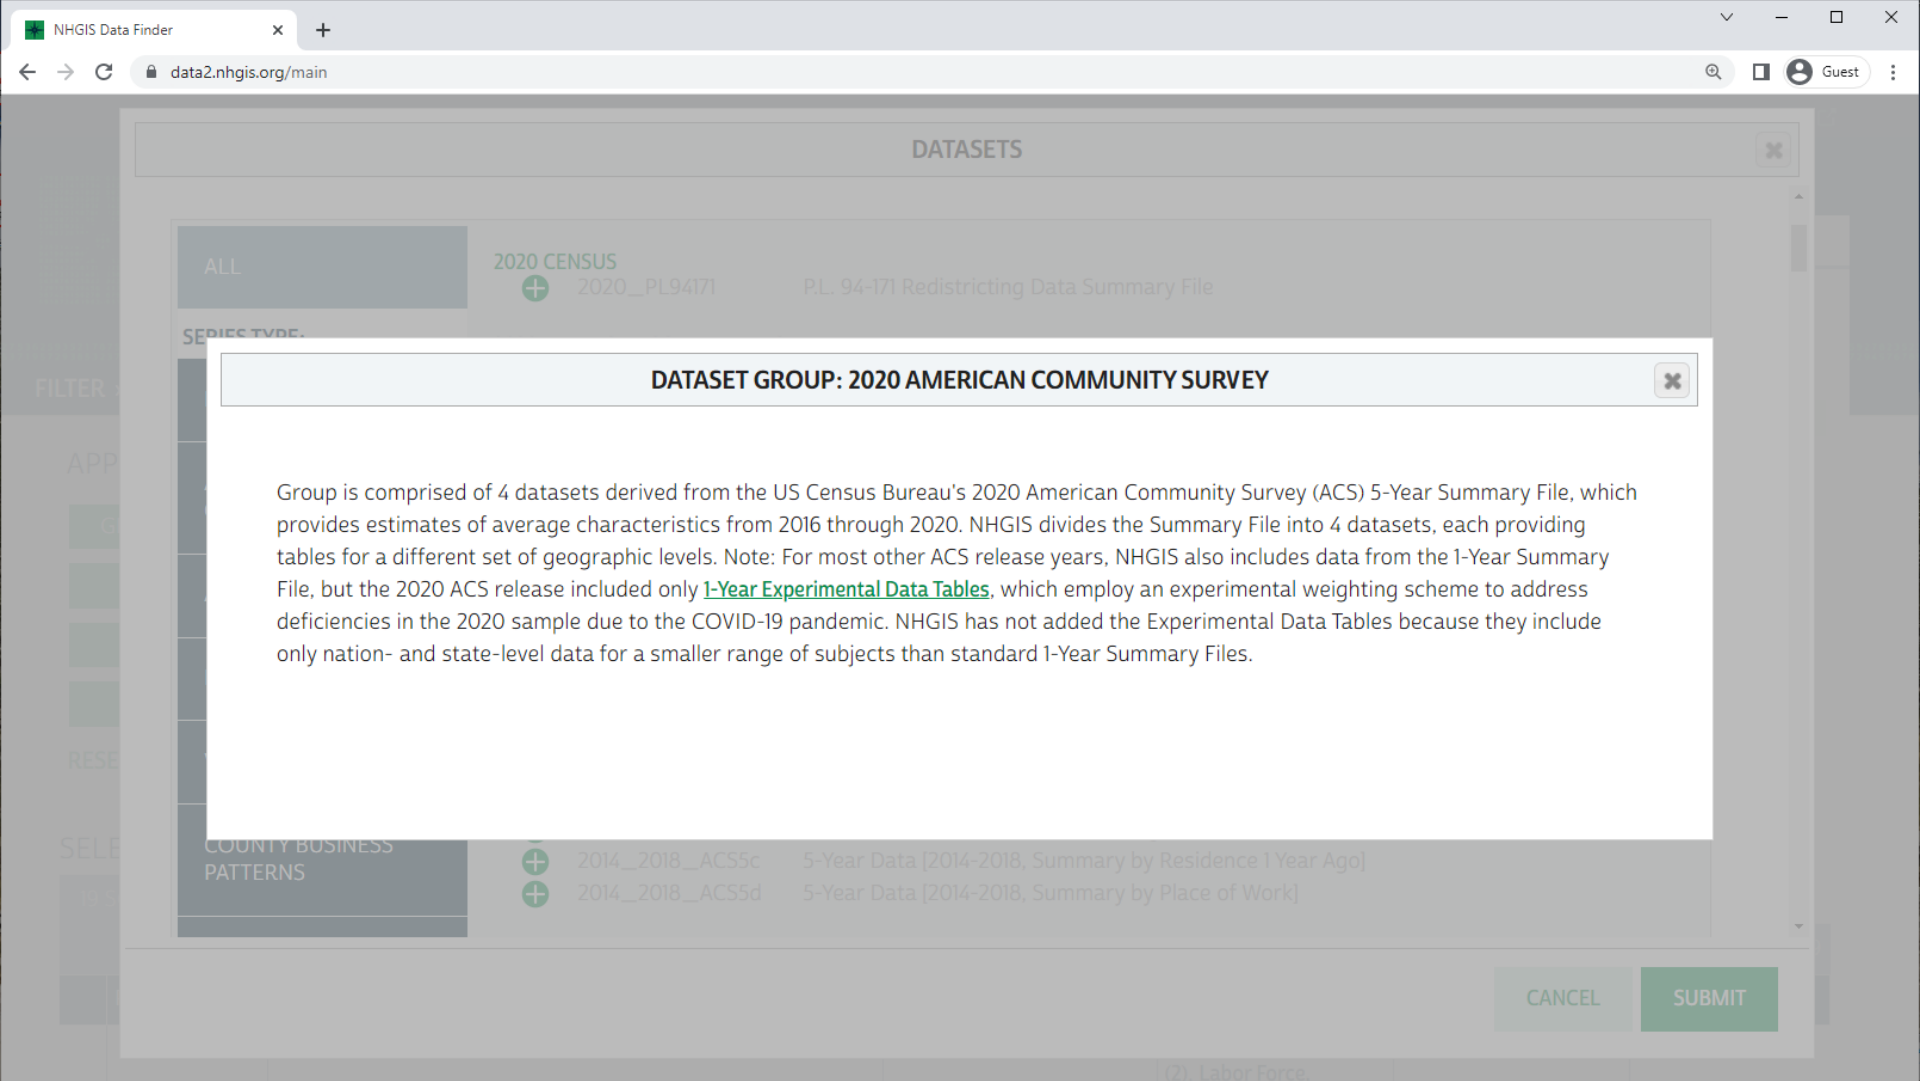 NHGIS Data Finder
data2.nhgis.org/main
Guest
DATASETS
ALL
2020 CENSUS
2020_PL94171 P.L. 94-171 Redistricting Data Summary File
SERIES TYPE:
FILTER
DATASET GROUP: 2020 AMERICAN COMMUNITY SURVEY
Group is comprised of 4 datasets derived from the US Census Bureau's 2020 American Community Survey (ACS) 5-Year Summary File, which
provides estimates of average characteristics from 2016 through 2020. NHGIS divides the Summary File into 4 datasets, each providing
tables for a different set of geographic levels. Note: For most other ACS release years, NHGIS also includes data from the 1-Year Summary
File, but the 2020 ACS release included only 1-Year Experimental Data Tables, which employ an experimental weighting scheme to address
deficiencies in the 2020 sample due to the COVID-19 pandemic. NHGIS has not added the Experimental Data Tables because they include
only nation- and state-level data for a smaller range of subjects than standard 1-Year Summary Files.
APP
RESE
SELE
COUNTY BUSINESS
PATTERNS
2014_2018_ACS5c 5-Year Data [2014-2018, Summary by Residence 1 Year Ago]
2014_2018_ACS5d 5-Year Data [2014-2018, Summary by Place of Work]
CANCEL
SUBMIT
(2). Labor Force.